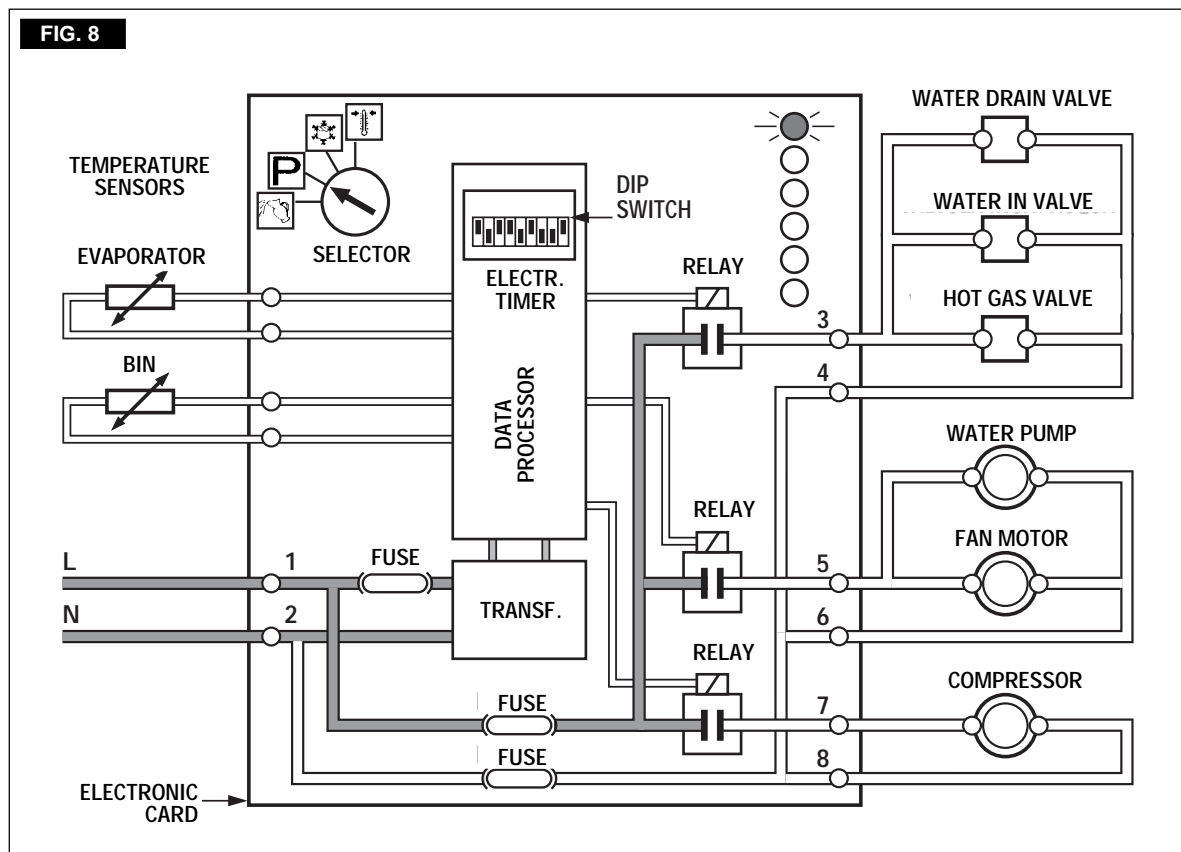 FIG. 8
WATER DRAIN VALVE
TEMPERATURE
SENSORS
P
DIP
SWITCH
WATER IN VALVE
SELECTOR
EVAPORATOR
RELAY
ELECTR.
TIMER
HOT GAS VALVE
3
BIN
4
DATA
PROCESSOR
WATER PUMP
RELAY
FAN MOTOR
L
1
FUSE
5
N
2
TRANSF.
6
RELAY
COMPRESSOR
FUSE
7
FUSE
8
ELECTRONIC
CARD